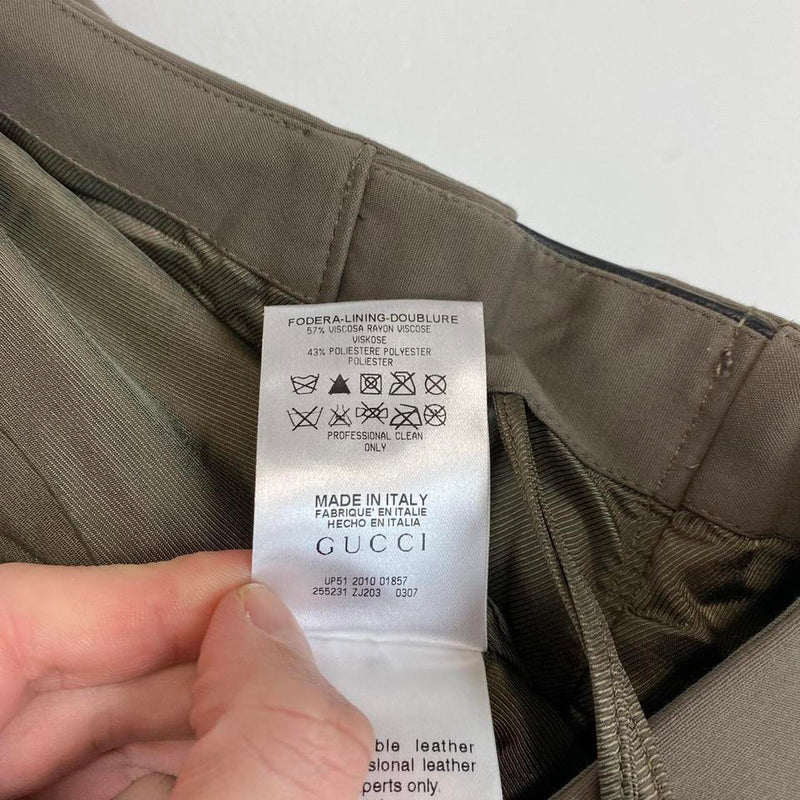 FODERA-LINING-DOUBLURE
57% VISCOSA RAYON VISCOSE
VISKOSE
43% POLIESTERE POLYESTER
POLIESTER
PROFESSIONAL CLEAN
ONLY
MADE IN ITALY
FABRIQUE' EN ITALIE
HECHO EN ITALIA
GUCCI
UP51 2010 01857
255231 ZJ203 0307
ble leather
sional leather
perts only.